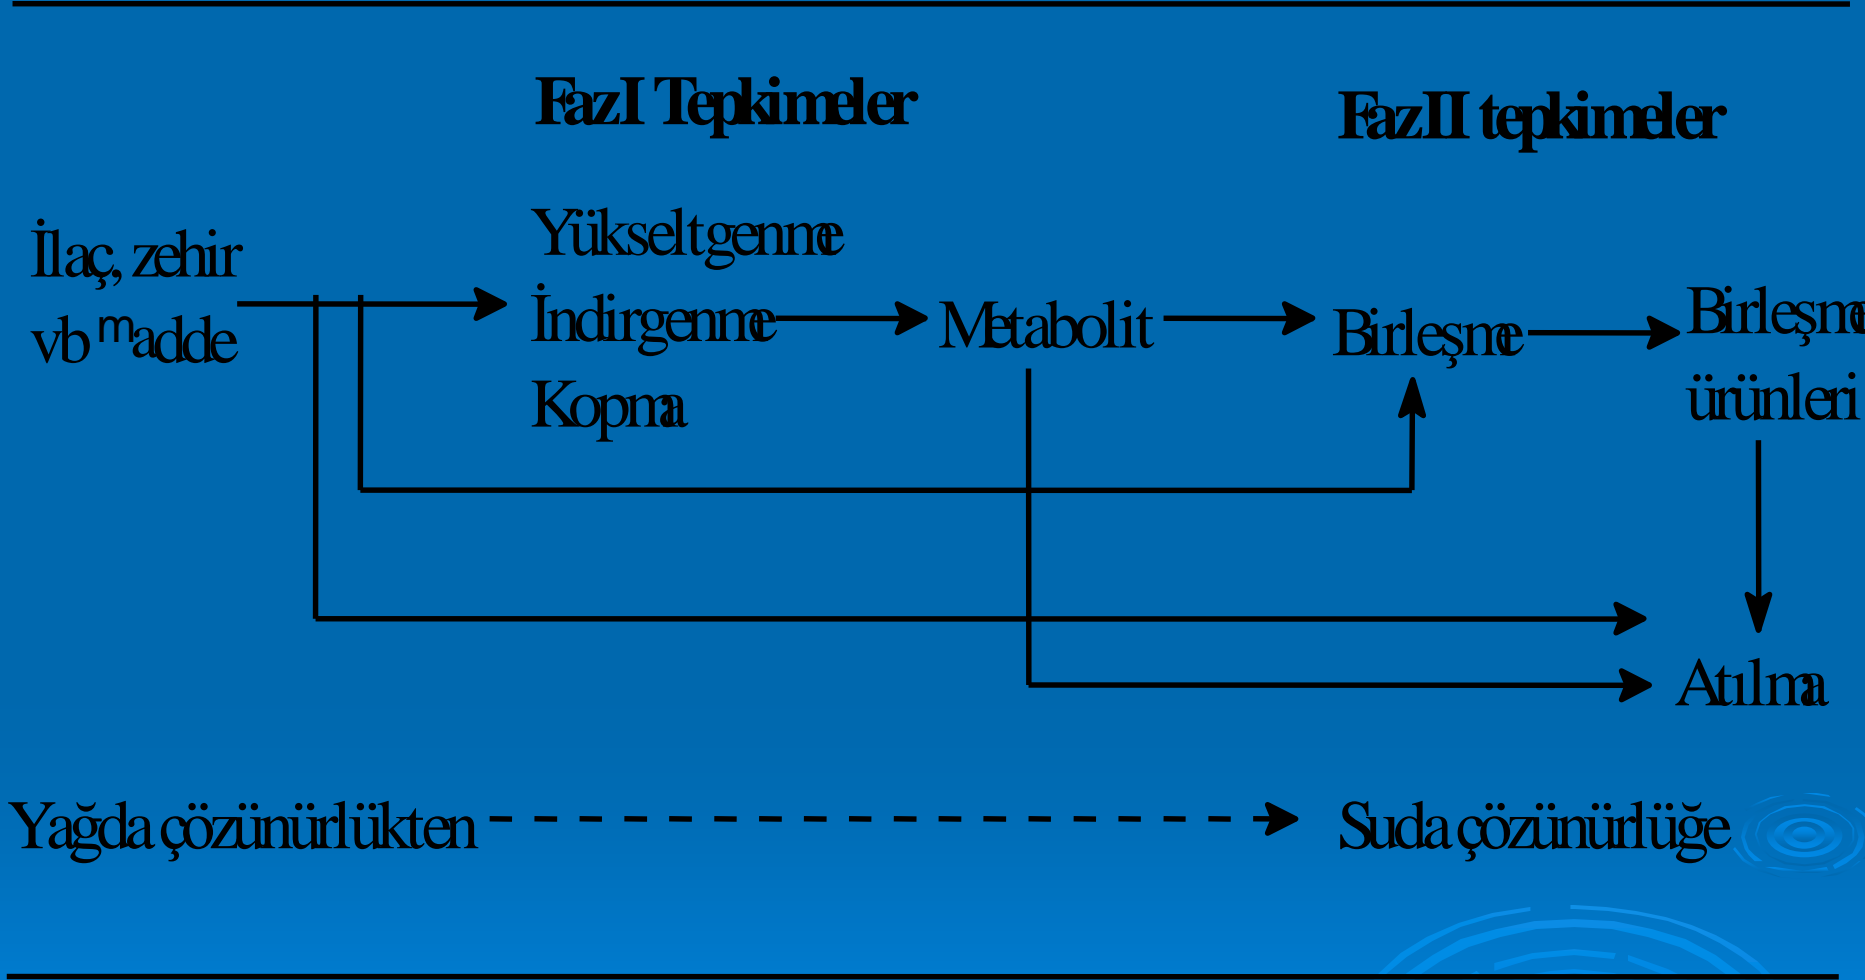 Faz I Tepkimeler
Faz II tepkimeler
İlaç, zehir
vb madde
Yükseltgenme
İndirgenme
Kopma
Metabolit
Birleşme
Birleşme
ürünleri
Atılma
Yağda çözünürlükten
Suda çözünürlüğe